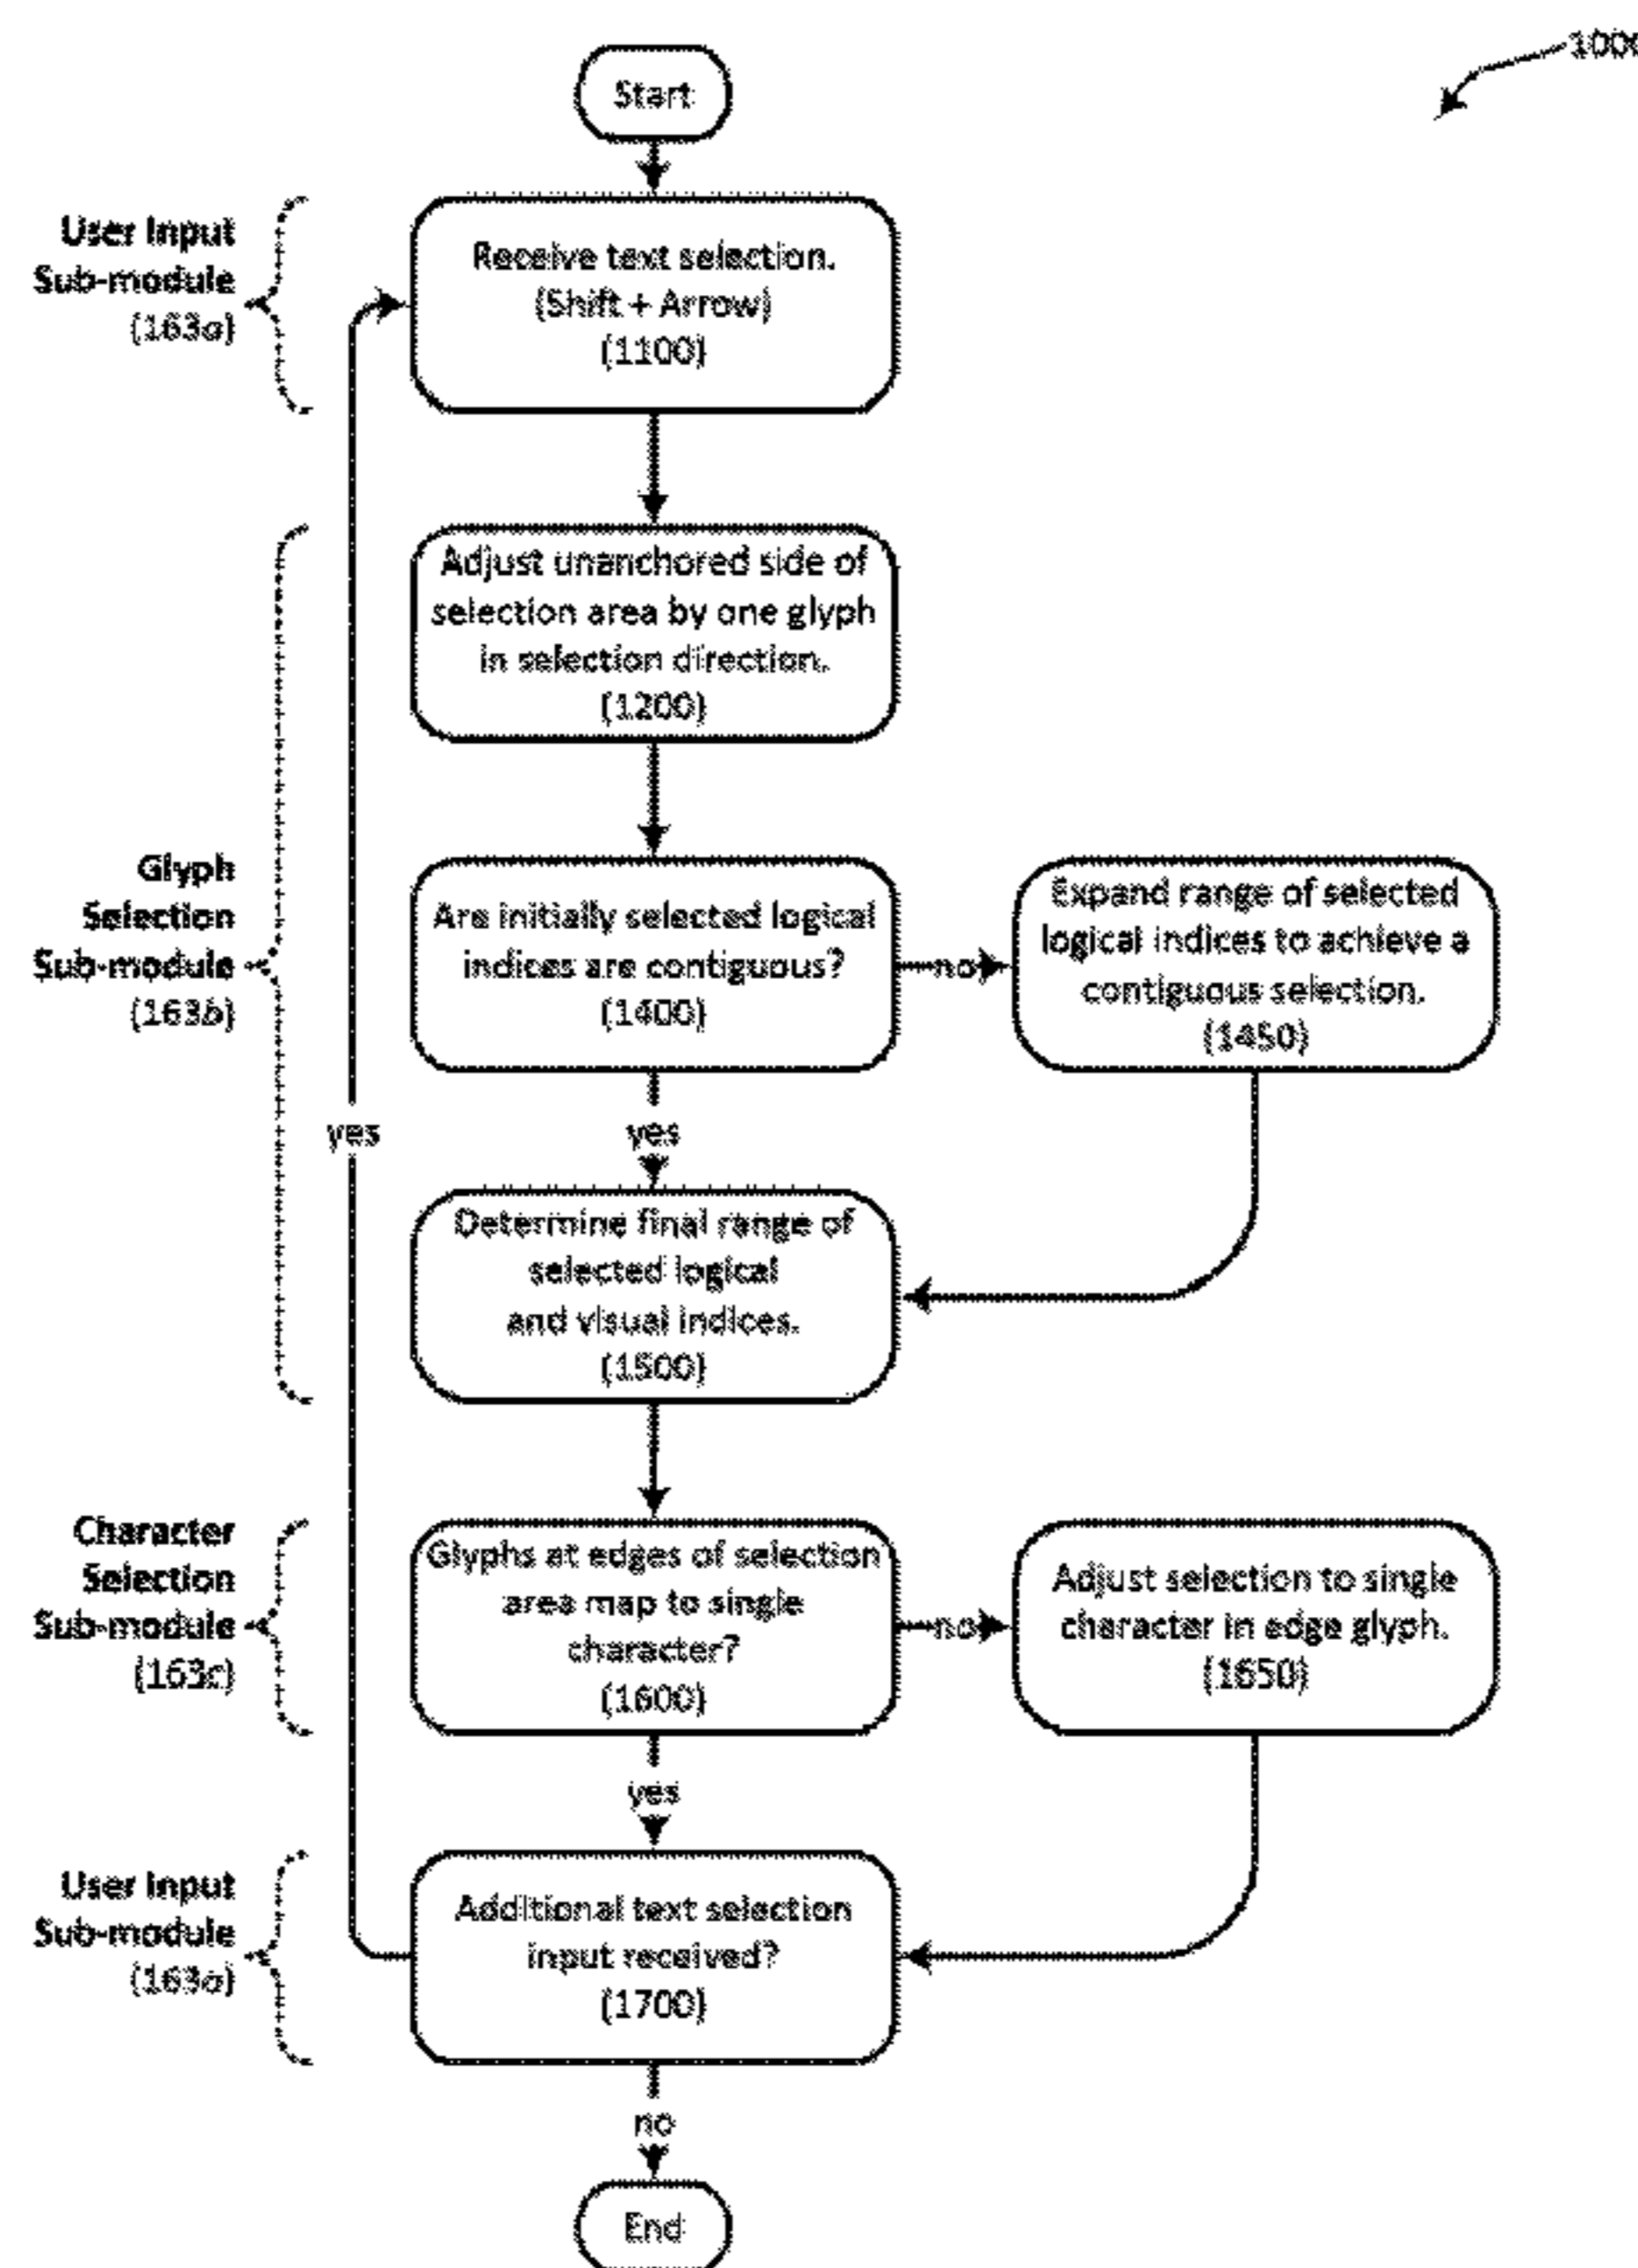 1000
Start
User Input
Sub-module
(163a)
Receive text selection.
(Shift + Arrow)
(1100)
Adjust unanchored side of
selection area by one glyph
in selection direction.
(1200)
Glyph
Selection
Sub-module
(163b)
Are initially selected logical
indices are contiguous?
(1400)
no
Expand range of selected
logical indices to achieve a
contiguous selection.
(1450)
yes
yes
Determine final range of
selected logical
and visual indices.
(1500)
Character
Selection
Sub-module
(163c)
Glyphs at edges of selection
area map to single
character?
(1600)
no
Adjust selection to single
character in edge glyph.
(1650)
yes
User Input
Sub-module
(163a)
Additional text selection
input received?
(1700)
no
End